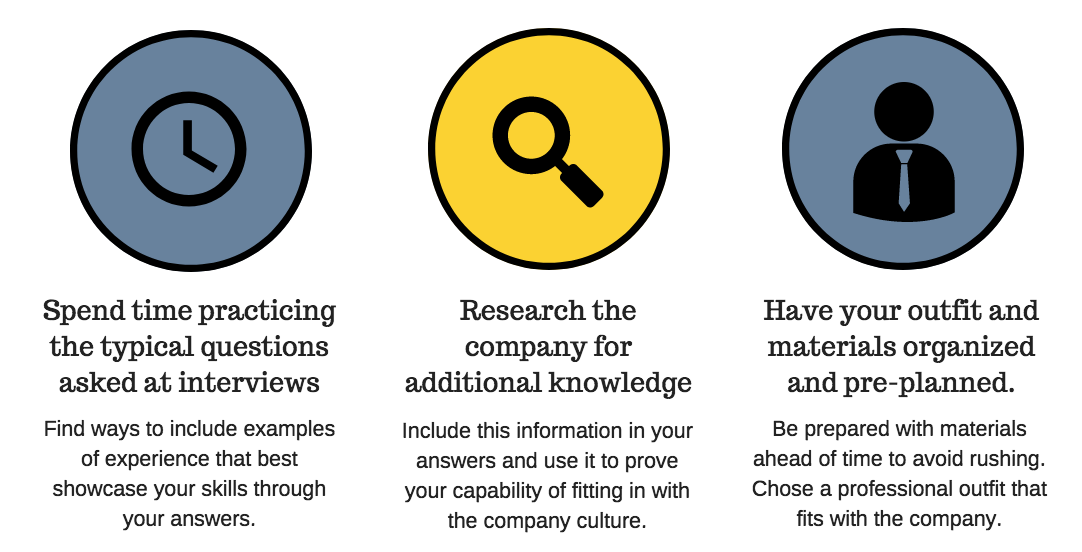 Spend time practicing
the typical questions
asked at interviews
Find ways to include examples
of experience that best
showcase your skills through
your answers.
Research the
company for
additional knowledge
Include this information in your
answers and use it to prove
your capability of fitting in with
the company culture.
Have your outfit and
materials organized
and pre-planned.
Be prepared with materials
ahead of time to avoid rushing.
Chose a professional outfit that
fits with the company.